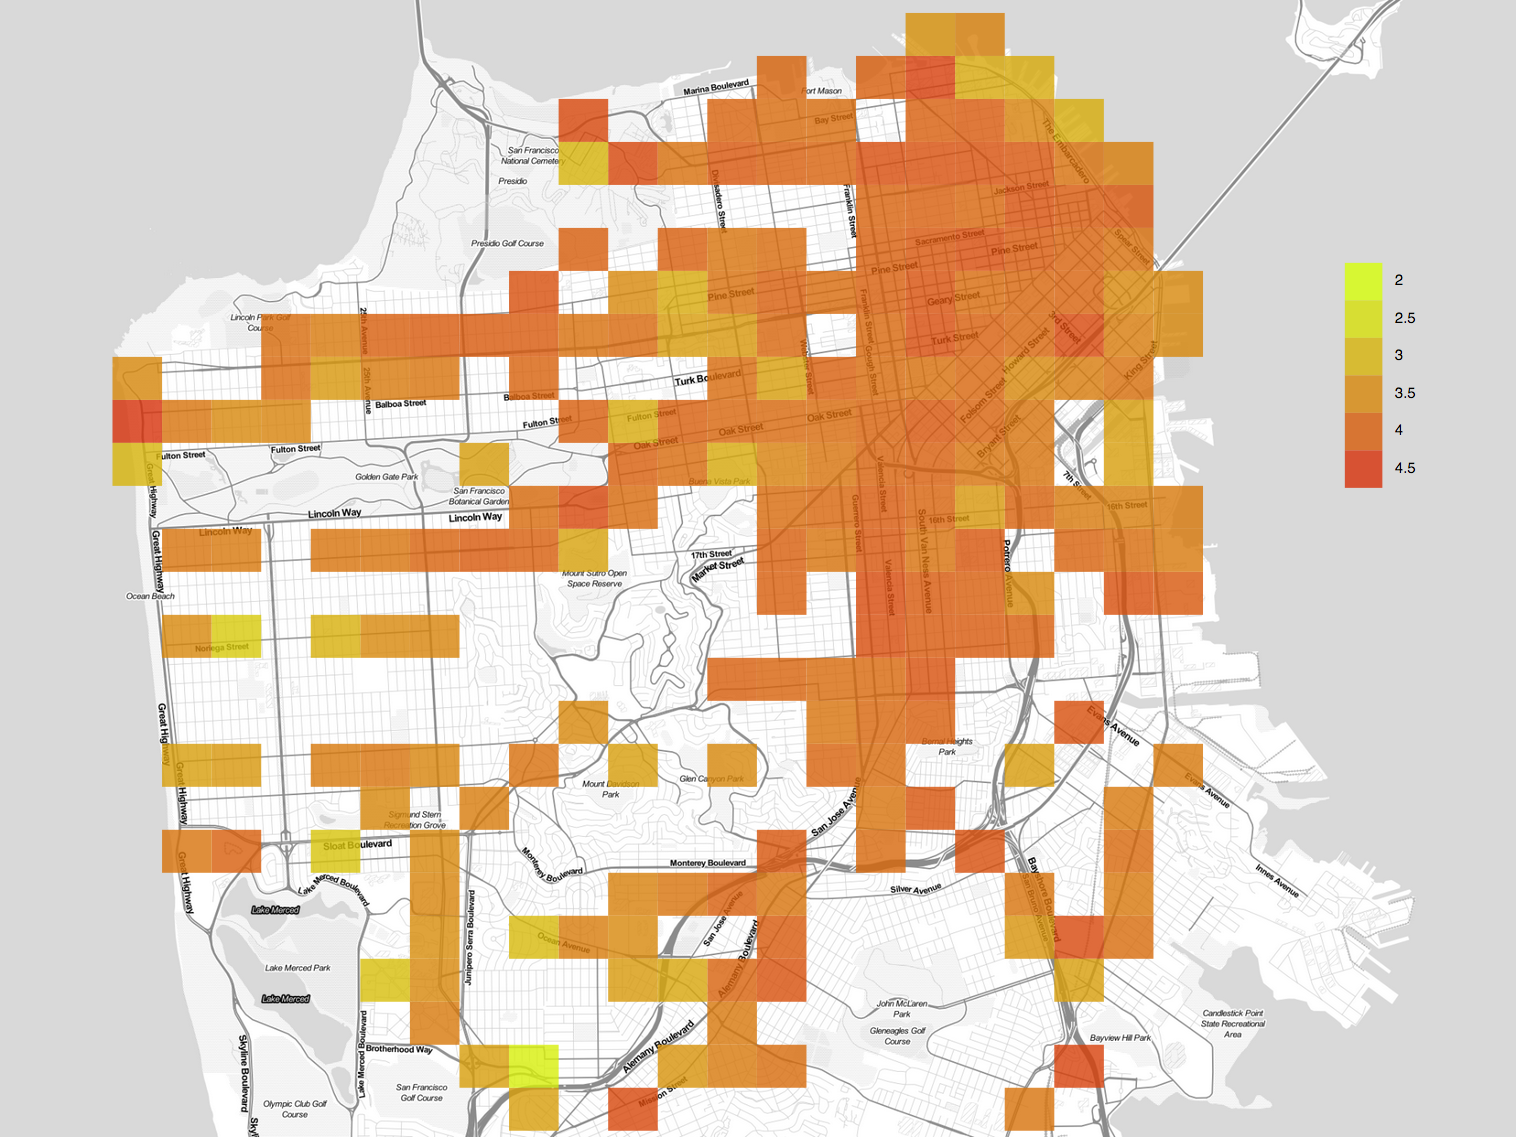 Marina Boulevard
Fort Mason
Bay Street
The Embarcadero
San Francisco
National Cemetery
Presidio
Divisadero Street
Franklin Street
Jackson Street
Presidio Golf Course
Sacramento Street
Pine Street
Spear Street
Pine Street
Pine Street
Geary Street
2
2.5
3
3.5
4
4.5
Lincoln Park Golf
Course
25th Avenue
25th Avenue
Franklin Street
Gough Street
Gough Street
Turk Street
3rd Street
Howard Street
King Street
Webster Street
Turk Boulevard
Balboa Street
Balboa Street
Folsom Street
Fulton Street
Fulton Street
Oak Street
Oak Street
Oak Street
Bryant Street
Fulton Street
Fulton Street
Golden Gate Park
Buena Vista Park
7th Street
Great Highway
San Francisco
Botanical Garden
Valencia Street
Guerrero Street
16th Street
16th Street
Lincoln Way
Lincoln Way
Lincoln Way
South Van Ness Avenue
Great Highway
17th Street
Market Street
Potrero Avenue
Valencia Street
Mount Sutro Open
Space Reserve
Ocean Beach
Noriega Street
Great Highway
Evans Avenue
Bernal Heights
Park
Great Highway
Mount Davidson
Park
Glen Canyon Park
Evans Avenue
San Jose Avenue
Sigmund Stern
Recreation Grove
Sloat Boulevard
Monterey Boulevard
Monterey Boulevard
Great Highway
Lake Merced Boulevard
Silver Avenue
Bayshore Boulevard
San Bruno Avenue
Innes Avenue
Lake Merced
Junipero Serra Boulevard
San Jose Avenue
Ocean Avenue
Alemany Boulevard
Alemany Boulevard
Lake Merced Park
Lake Merced
John McLaren
Park
Gleneagles Golf
Course
Candlestick Point
State Recreational
Area
Bayview Hill Park
Skyline Boulevard
Lake Merced Boulevard
Brotherhood Way
Alemany Boulevard
San Francisco
Golf Course
Mission Street
Olympic Club Golf
Course